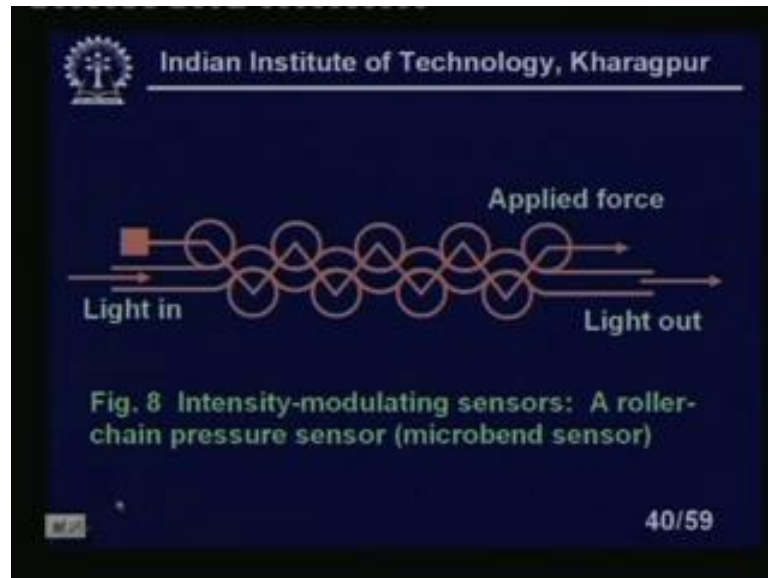 Indian Institute of Technology, Kharagpur
Applied force
Light in
Light out
Fig. 8 Intensity-modulating sensors: A roller-
chain pressure sensor (microbend sensor)
40/59